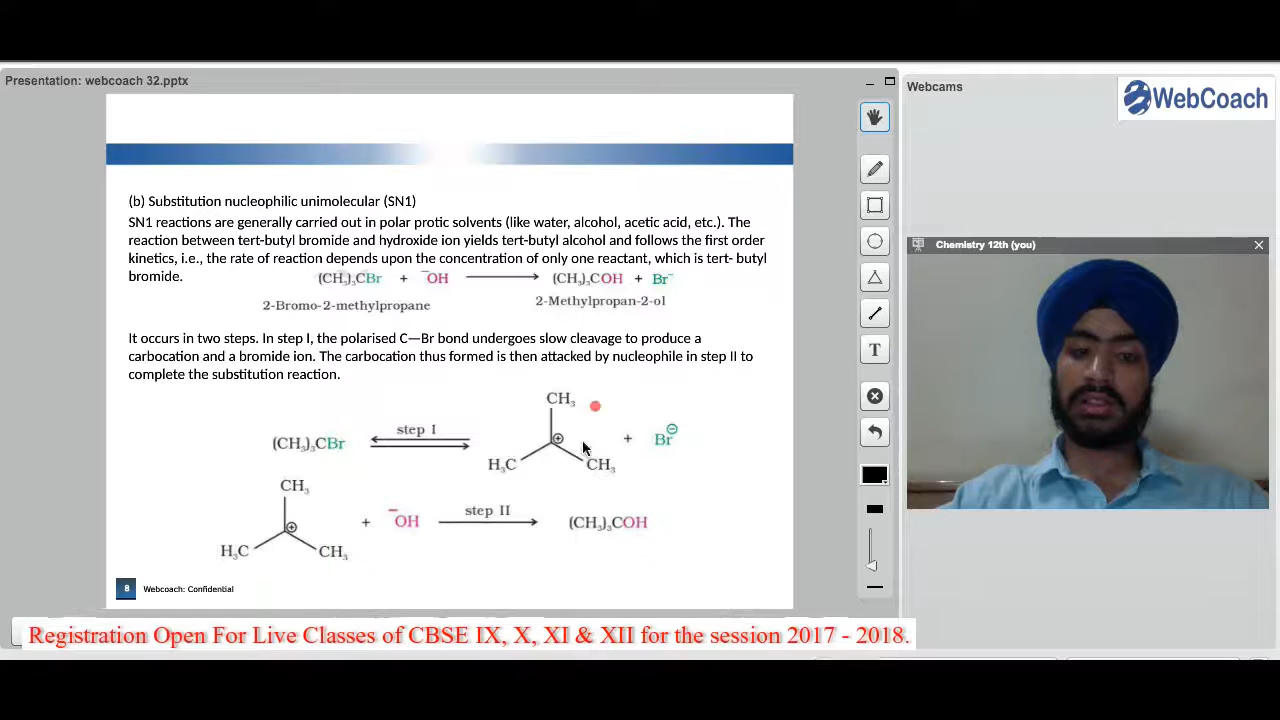 Presentation: webcoach 32.pptx
Webcams
WebCoach
(b) Substitution nucleophilic unimolecular (SN1)
SN1 reactions are generally carried out in polar protic solvents (like water, alcohol, acetic acid, etc.). The
reaction between tert-butyl bromide and hydroxide ion yields tert-butyl alcohol and follows the first order
kinetics, i.e., the rate of reaction depends upon the concentration of only one reactant, which is tert- butyl
bromide.
(CH₃)₃CBr + ⁻OH ⟶ (CH₃)₃COH + Br⁻
2-Bromo-2-methylpropane 2-Methylpropan-2-ol
It occurs in two steps. In step I, the polarised C—Br bond undergoes slow cleavage to produce a
carbocation and a bromide ion. The carbocation thus formed is then attacked by nucleophile in step II to
complete the substitution reaction.
CH₃
(CH₃)₃CBr step I ⊕ + Br⊖
H₃C CH₃
CH₃
⊕ + ⁻OH step II (CH₃)₃COH
H₃C CH₃
8 Webcoach: Confidential
Chemistry 12th (you)
T
Registration Open For Live Classes of CBSE IX, X, XI & XII for the session 2017 - 2018.